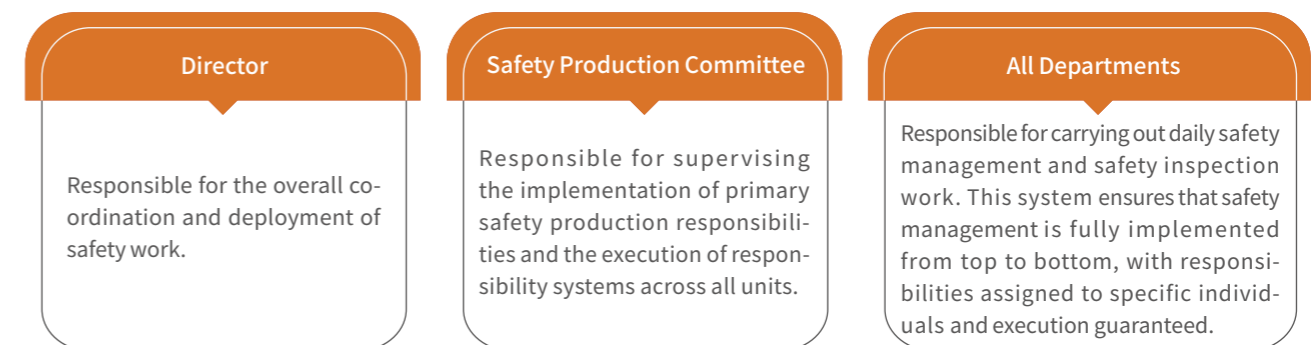 Director
Responsible for the overall co-
ordination and deployment of
safety work.
Safety Production Committee
Responsible for supervising
the implementation of primary
safety production responsibili-
ties and the execution of respon-
sibility systems across all units.
All Departments
Responsible for carrying out daily safety
management and safety inspection
work. This system ensures that safety
management is fully implemented
from top to bottom, with responsi-
bilities assigned to specific individ-
uals and execution guaranteed.